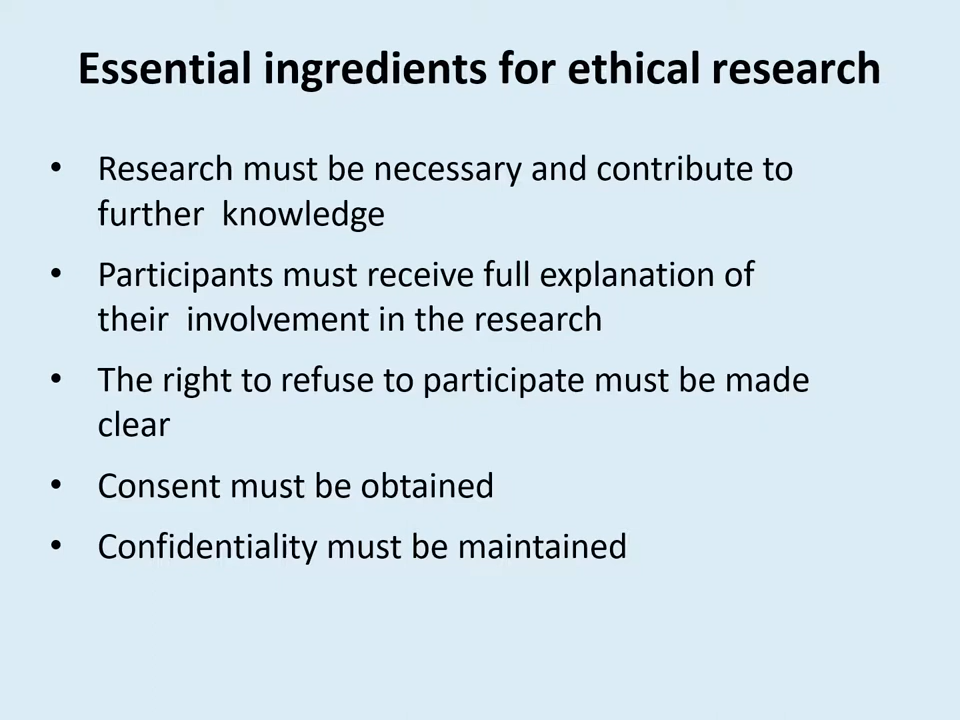 Essential ingredients for ethical research
• Research must be necessary and contribute to
further knowledge
• Participants must receive full explanation of
their involvement in the research
• The right to refuse to participate must be made
clear
• Consent must be obtained
• Confidentiality must be maintained